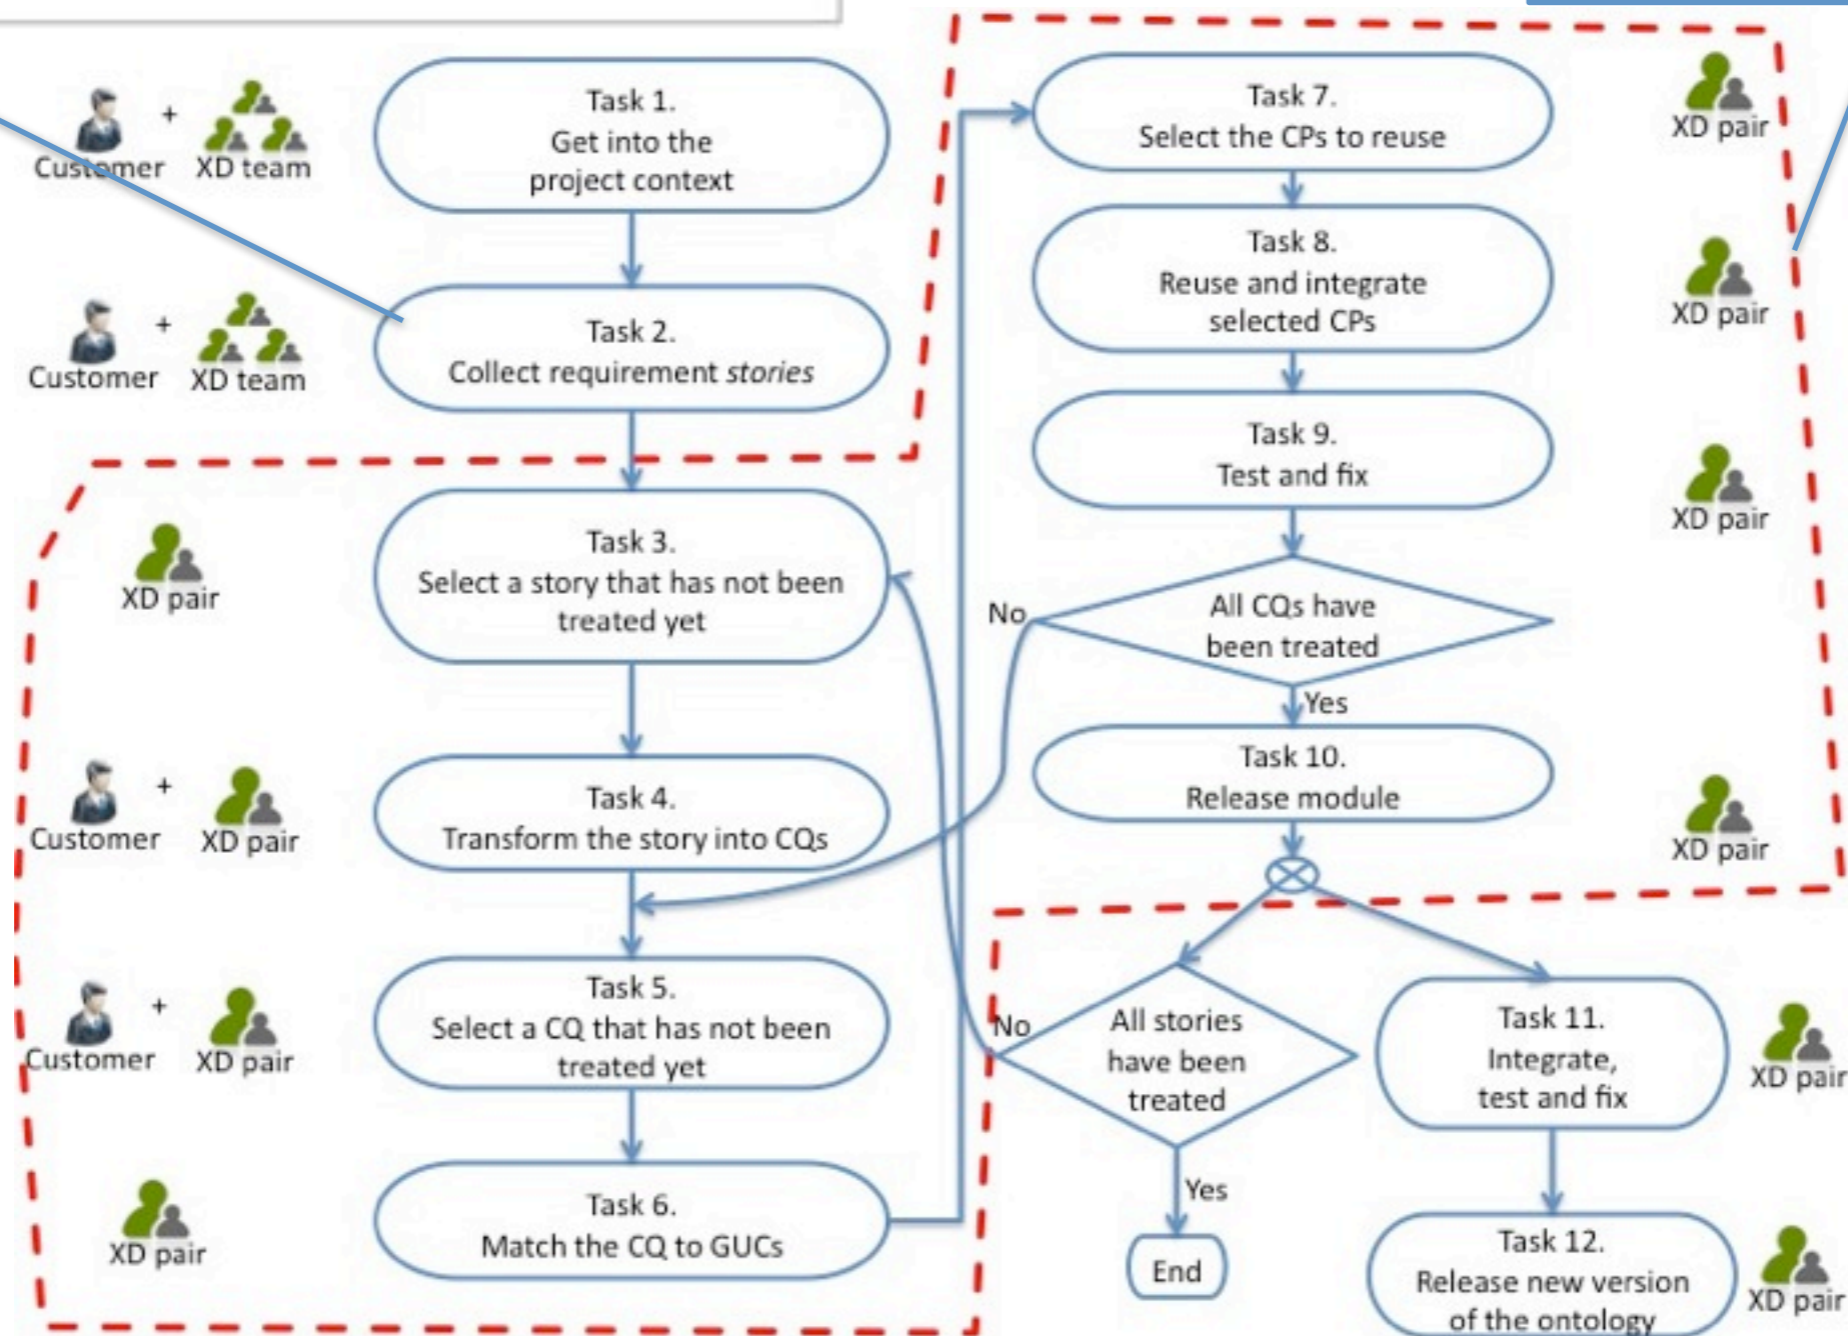 Customer + XD team
Task 1.
Get into the
project context
Customer + XD team
Task 2.
Collect requirement stories
XD pair
Task 3.
Select a story that has not been
treated yet
Customer + XD pair
Task 4.
Transform the story into CQs
Customer + XD pair
Task 5.
Select a CQ that has not been
treated yet
XD pair
Task 6.
Match the CQ to GUCs
Task 7.
Select the CPs to reuse
XD pair
Task 8.
Reuse and integrate
selected CPs
XD pair
Task 9.
Test and fix
XD pair
No
All CQs have
been treated
Yes
Task 10.
Release module
XD pair
No
All stories
have been
treated
Yes
End
Task 11.
Integrate,
test and fix
XD pair
Task 12.
Release new version
of the ontology
XD pair